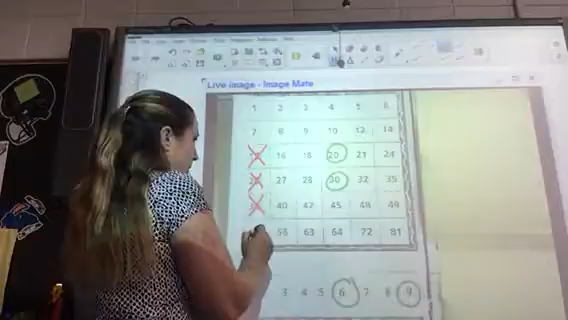 Live image - Image Mate
1 2 3 4 5 6
7 8 9 10 12 14
16 18 20 21 24
27 28 30 32 35
40 42 45 48 49
56 63 64 72 81
3 4 5 6 7 8 9